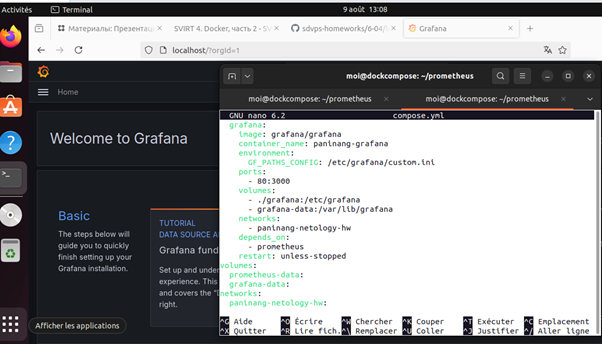 Activités
Terminal
9 août 13:08
Материалы: Презентац
SVIRT 4. Docker, часть 2 - SV
sdvps-homeworks/6-04/
Grafana
localhost/?orgId=1
Home
Welcome to Grafana
Basic
The steps below will
guide you to quickly
finish setting up your
Grafana installation.
TUTORIAL
DATA SOURCE A
Grafana fund
Set up and unders
experience. This
and covers the "D
right.
moi@dockcompose: ~/prometheus
moi@dockcompose: ~/prometheus
moi@dockcompose: ~/prometheus
GNU nano 6.2 compose.yml
grafana:
image: grafana/grafana
container_name: paninang-grafana
environment:
GF_PATHS_CONFIG: /etc/grafana/custom.ini
ports:
- 80:3000
volumes:
- ./grafana:/etc/grafana
- grafana-data:/var/lib/grafana
networks:
- paninang-netology-hw
depends_on:
- prometheus
restart: unless-stopped
volumes:
prometheus-data:
grafana-data:
networks:
paninang-netology-hw:
^G Aide ^O Écrire ^W Chercher ^K Couper ^T Exécuter ^C Emplacement
^X Quitter ^R Lire fich. ^\ Remplacer ^U Coller ^J Justifier ^/ Aller ligne
Afficher les applications